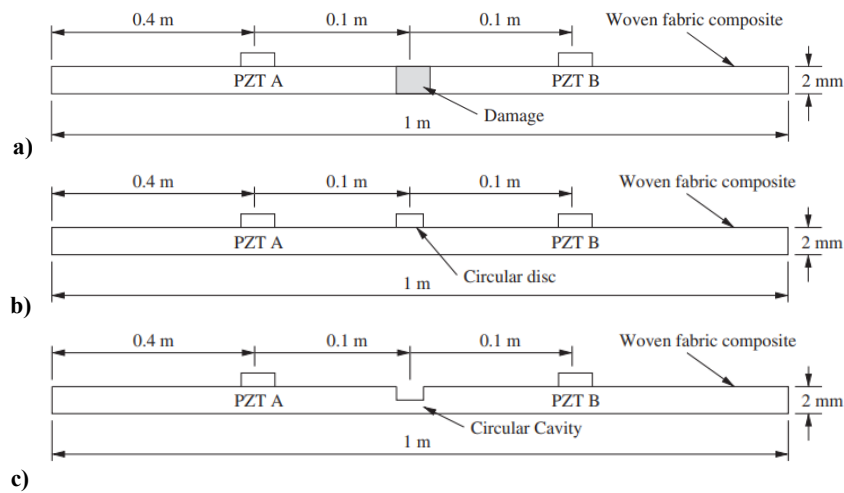 0.4 m 0.1 m 0.1 m Woven fabric composite
PZT A PZT B 2 mm
Damage
1 m
a)
0.4 m 0.1 m 0.1 m Woven fabric composite
PZT A PZT B 2 mm
Circular disc
1 m
b)
0.4 m 0.1 m 0.1 m Woven fabric composite
PZT A PZT B 2 mm
Circular Cavity
1 m
c)